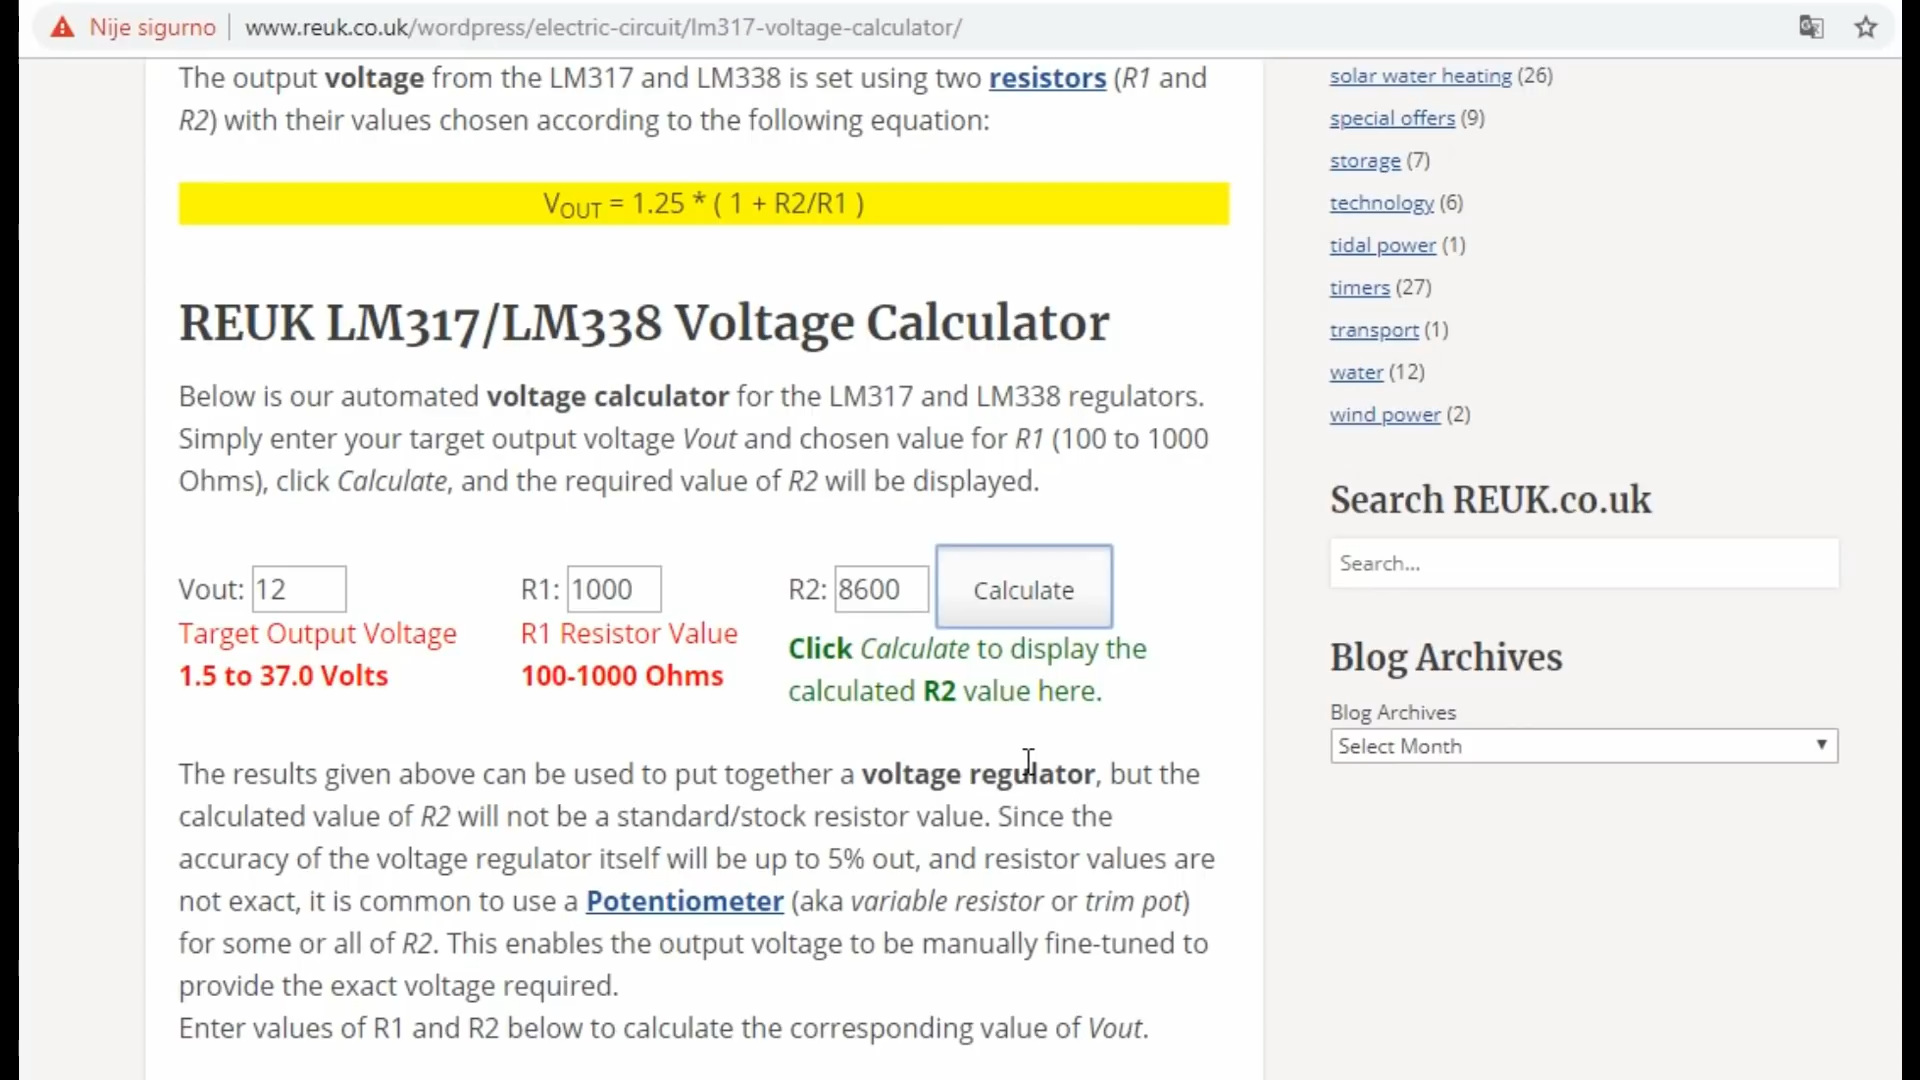 Nije sigurno www.reuk.co.uk/wordpress/electric-circuit/lm317-voltage-calculator/
The output voltage from the LM317 and LM338 is set using two resistors (R1 and
R2) with their values chosen according to the following equation:
VOUT = 1.25 * ( 1 + R2/R1 )
REUK LM317/LM338 Voltage Calculator
Below is our automated voltage calculator for the LM317 and LM338 regulators.
Simply enter your target output voltage Vout and chosen value for R1 (100 to 1000
Ohms), click Calculate, and the required value of R2 will be displayed.
Vout: 12 R1: 1000 R2: 8600 Calculate
Target Output Voltage
1.5 to 37.0 Volts
R1 Resistor Value
100-1000 Ohms
Click Calculate to display the
calculated R2 value here.
The results given above can be used to put together a voltage regulator, but the
calculated value of R2 will not be a standard/stock resistor value. Since the
accuracy of the voltage regulator itself will be up to 5% out, and resistor values are
not exact, it is common to use a Potentiometer (aka variable resistor or trim pot)
for some or all of R2. This enables the output voltage to be manually fine-tuned to
provide the exact voltage required.
Enter values of R1 and R2 below to calculate the corresponding value of Vout.
solar water heating (26)
special offers (9)
storage (7)
technology (6)
tidal power (1)
timers (27)
transport (1)
water (12)
wind power (2)
Search REUK.co.uk
Search...
Blog Archives
Blog Archives
Select Month